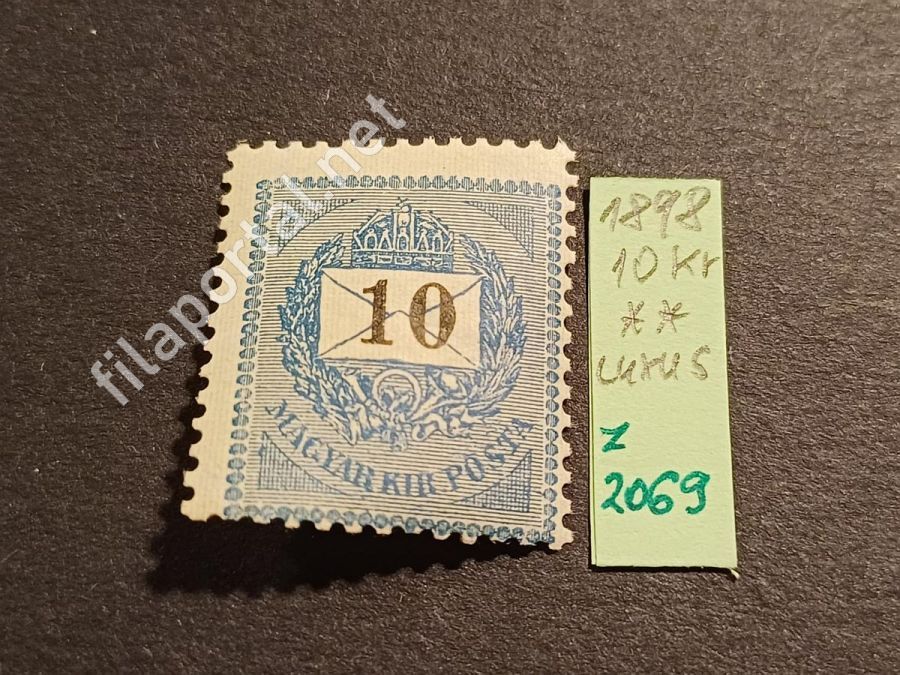 filaportal.net
10
MAGYAR KIR POSTA
1898
10 Kr
**
Luxus
Z
2069